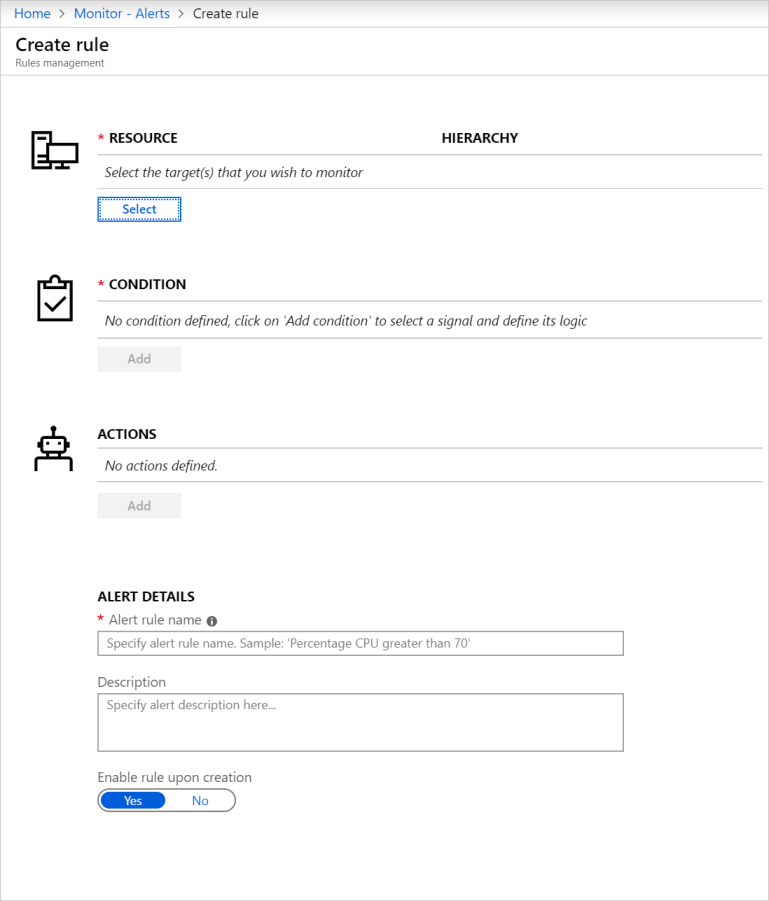 Home > Monitor - Alerts > Create rule
Create rule
Rules management
* RESOURCE HIERARCHY
Select the target(s) that you wish to monitor
Select
* CONDITION
No condition defined, click on 'Add condition' to select a signal and define its logic
Add
ACTIONS
No actions defined.
Add
ALERT DETAILS
* Alert rule name
Specify alert rule name. Sample: 'Percentage CPU greater than 70'
Description
Specify alert description here...
Enable rule upon creation
Yes No